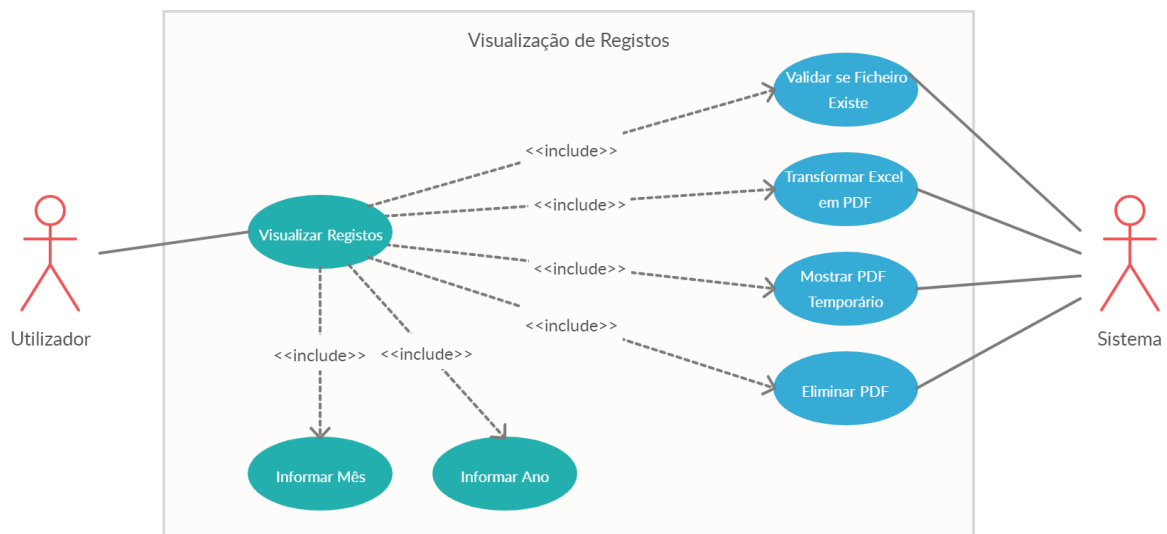 Visualização de Registos
Validar se Ficheiro
Existe
<<include>>
Transformar Excel
em PDF
<<include>>
Visualizar Registos
<<include>>
Mostrar PDF
Temporário
<<include>>
Utilizador
Sistema
<<include>>
<<include>>
Eliminar PDF
Informar Mês
Informar Ano